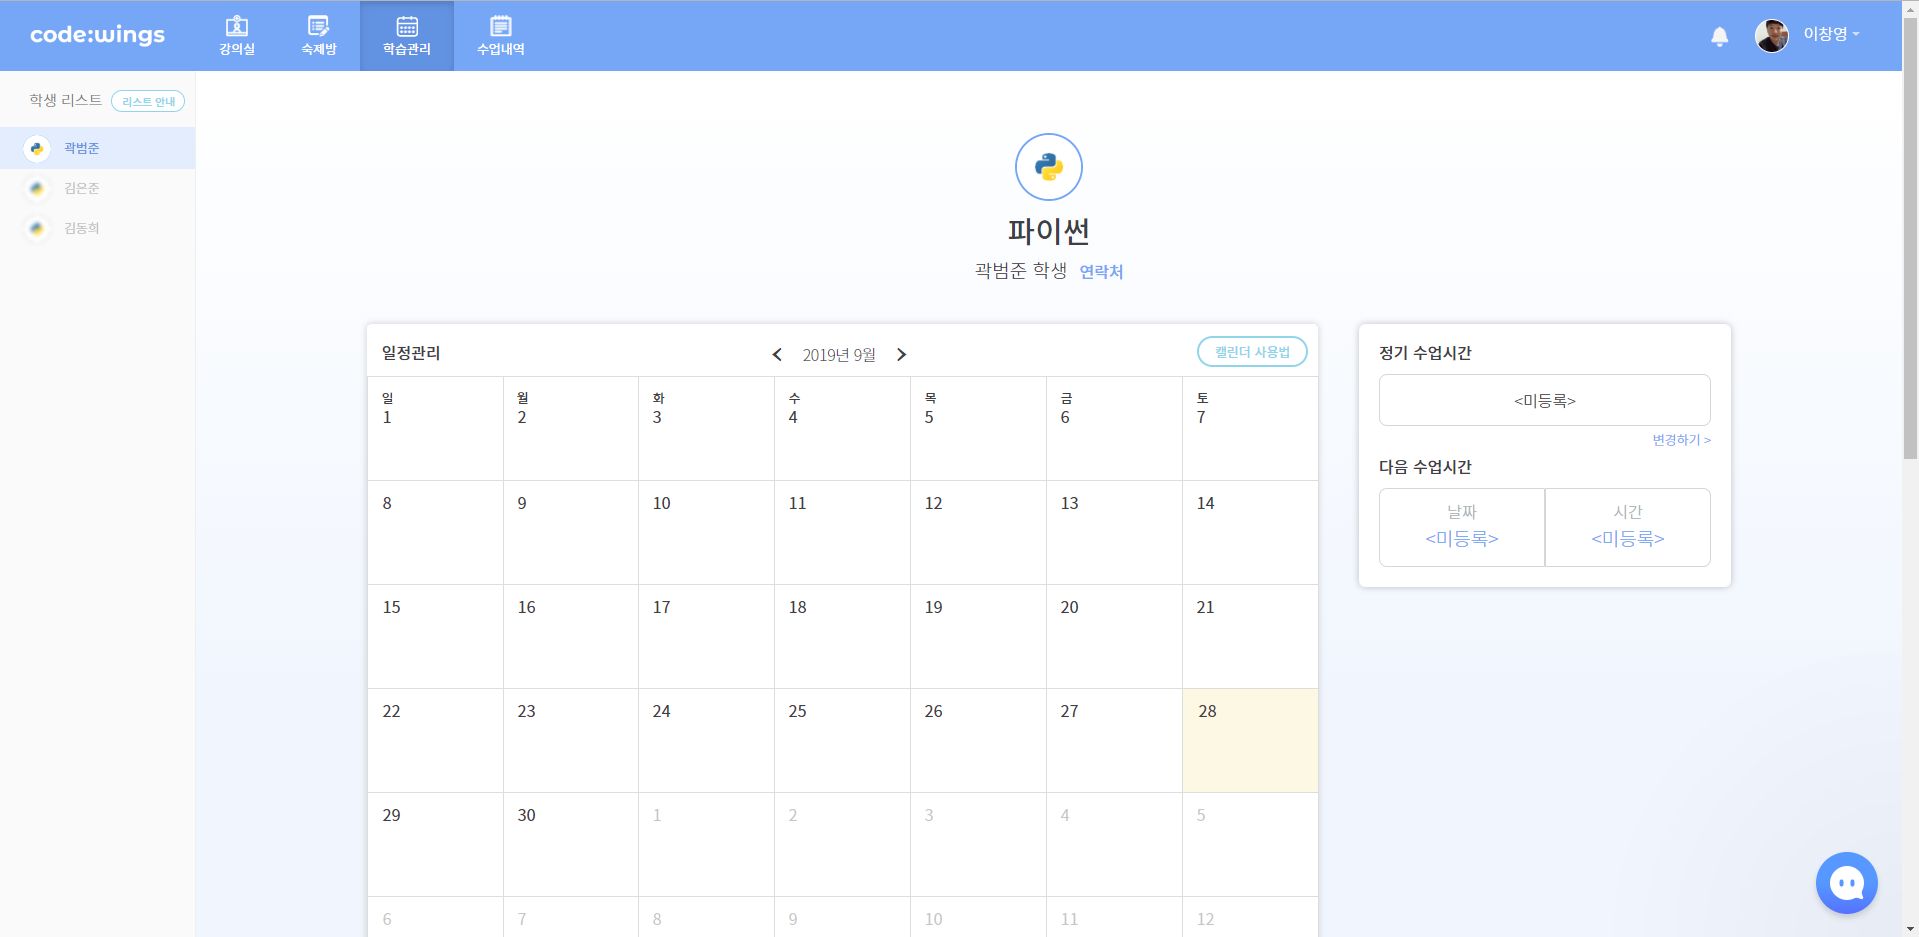 code:wings
강의실
숙제방
학습관리
수업내역
이창영
학생 리스트 리스트 안내
곽범준
김은준
김동희
파이썬
곽범준 학생 연락처
일정관리 2019년 9월 캘린더 사용법
일 월 화 수 목 금 토
1 2 3 4 5 6 7
8 9 10 11 12 13 14
15 16 17 18 19 20 21
22 23 24 25 26 27 28
29 30 1 2 3 4 5
6 7 8 9 10 11 12
정기 수업시간
<미등록>
변경하기 >
다음 수업시간
날짜 시간
<미등록> <미등록>